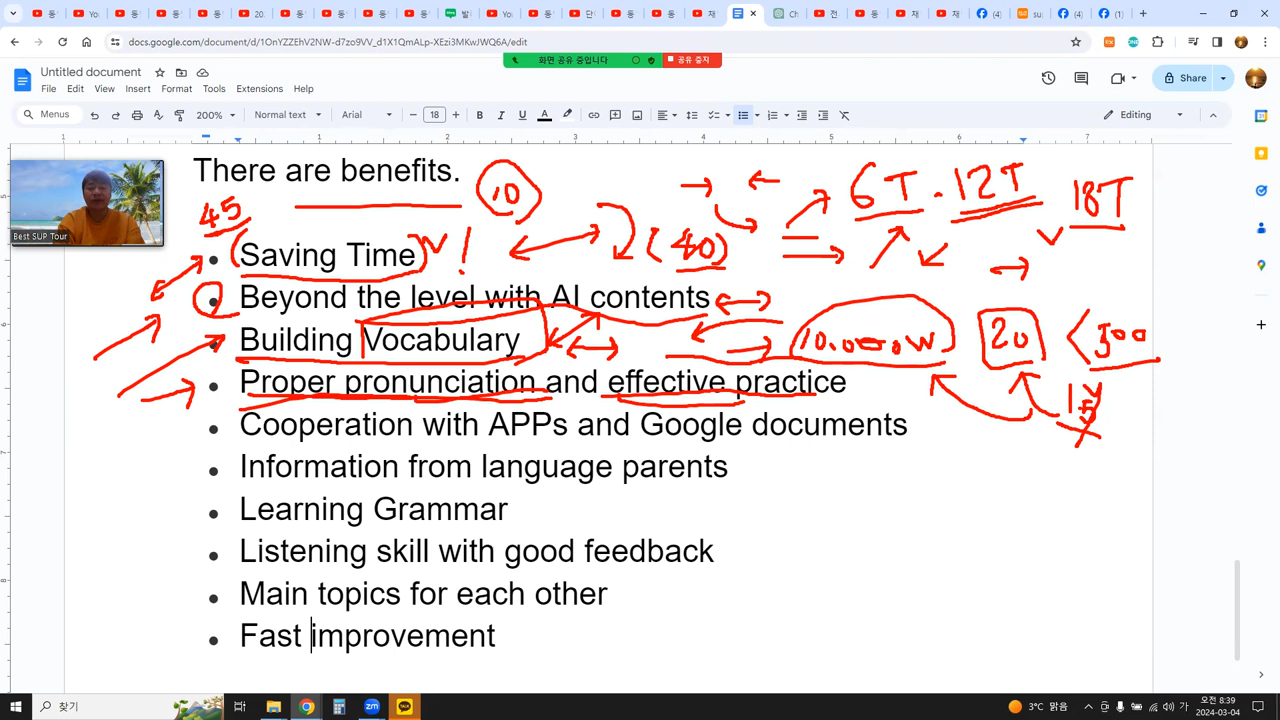 docs.google.com/document/d/1OnYZZEhV2NW-d7zo9VV_d1X1QmALp-XEzi3MKwJWQ6A/edit
화면 공유 중입니다 공유 중지
Untitled document
File Edit View Insert Format Tools Extensions Help
Share
Menus 200% Normal text Arial 18 Editing
There are benefits.
10
6T 12T 18T
45
Saving Time
40
Beyond the level with AI contents
Building Vocabulary
20 300
Proper pronunciation and effective practice
15
Cooperation with APPs and Google documents
Information from language parents
Learning Grammar
Listening skill with good feedback
Main topics for each other
Fast improvement
Best SUP Tour
찾기
3°C 맑음
가
오전 8:39
2024-03-04